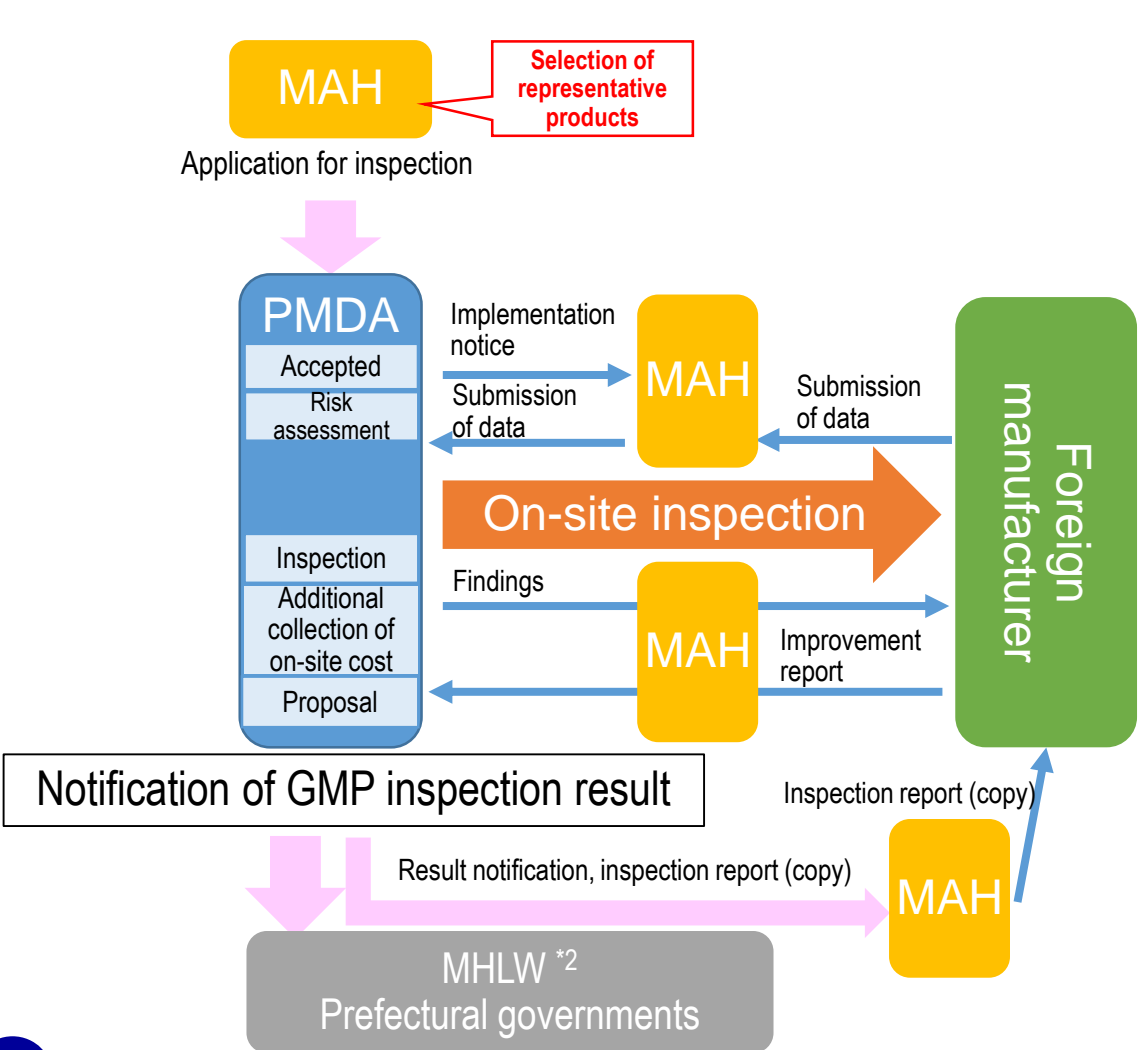 MAH
Selection of
representative
products
Application for inspection
PMDA
Accepted
Risk
assessment
Inspection
Additional
collection of
on-site cost
Proposal
Implementation
notice
Submission
of data
MAH
Submission
of data
On-site inspection
Findings
MAH
Improvement
report
Foreign
manufacturer
Notification of GMP inspection result
Inspection report (copy)
Result notification, inspection report (copy)
MAH
MHLW *2
Prefectural governments